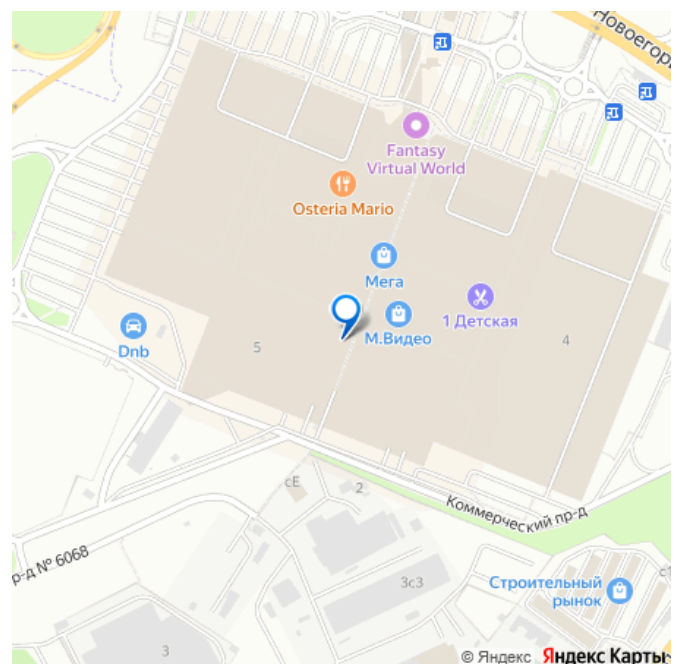 Новоегор
Fantasy
Virtual World
Osteria Mario
Мега
1 Детская
М.Видео
Dnb
5
4
сЕ
2
Коммерческий пр-д
р-д № 6068
3с3
Строительный
рынок
с1
3
© Яндекс Яндекс Карты